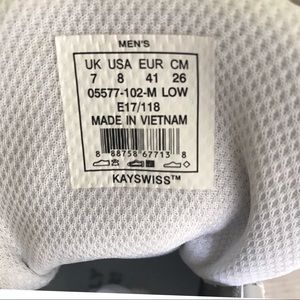 MEN'S
UK USA EUR CM
7 8 41 26
05577-102-M LOW
E17/118
MADE IN VIETNAM
8 88758 67713 8
KAYSWISS™